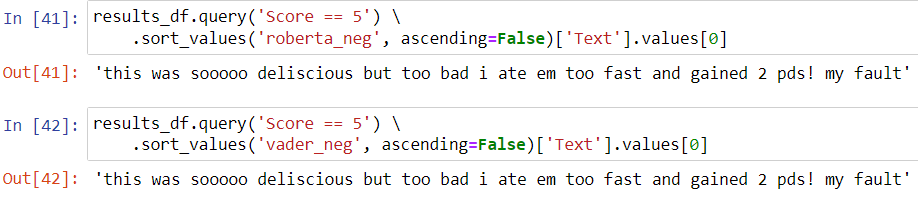 In [41]: results_df.query('Score == 5') \
.sort_values('roberta_neg', ascending=False)['Text'].values[0]
Out[41]: 'this was sooooo deliscious but too bad i ate em too fast and gained 2 pds! my fault'
In [42]: results_df.query('Score == 5') \
.sort_values('vader_neg', ascending=False)['Text'].values[0]
Out[42]: 'this was sooooo deliscious but too bad i ate em too fast and gained 2 pds! my fault'